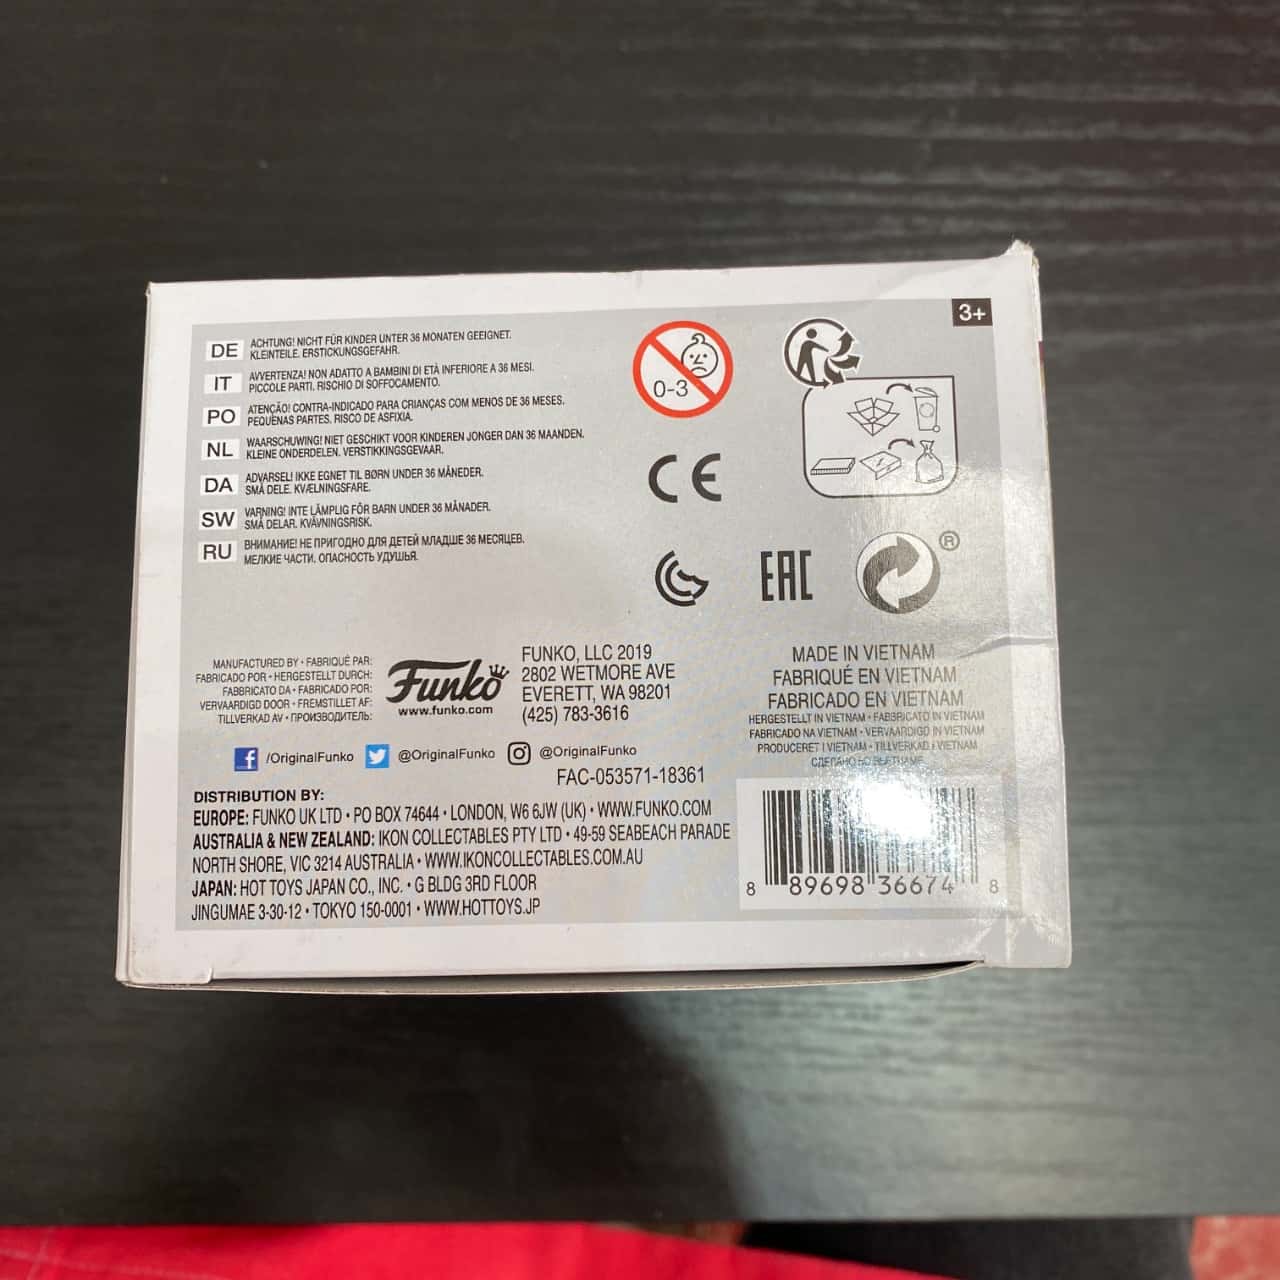 3+
DE ACHTUNG! NICHT FÜR KINDER UNTER 36 MONATEN GEEIGNET.
KLEINTEILE. ERSTICKUNGSGEFAHR.
IT AVVERTENZA! NON ADATTO A BAMBINI DI ETÀ INFERIORE A 36 MESI.
PICCOLE PARTI. RISCHIO DI SOFFOCAMENTO.
PO ATENÇÃO! CONTRA-INDICADO PARA CRIANÇAS COM MENOS DE 36 MESES.
PEQUENAS PARTES. RISCO DE ASFIXIA.
NL WAARSCHUWING! NIET GESCHIKT VOOR KINDEREN JONGER DAN 36 MAANDEN.
KLEINE ONDERDELEN. VERSTIKKINGSGEVAAR.
DA ADVARSEL! IKKE EGNET TIL BØRN UNDER 36 MÅNEDER.
SMÅ DELE. KVÆLNINGSFARE.
SW VARNING! INTE LÄMPLIG FÖR BARN UNDER 36 MÅNADER.
SMÅ DELAR. KVÄVNINGSRISK.
RU ВНИМАНИЕ! НЕ ПРИГОДНО ДЛЯ ДЕТЕЙ МЛАДШЕ 36 МЕСЯЦЕВ.
МЕЛКИЕ ЧАСТИ. ОПАСНОСТЬ УДУШЬЯ.
0-3
CE
EAC
®
MANUFACTURED BY • FABRIQUÉ PAR:
FABRICADO POR • HERGESTELLT DURCH:
FABBRICATO DA • FABRICADO POR:
VERVAARDIGD DOOR • FREMSTILLET AF:
TILLVERKAD AV • ПРОИЗВОДИТЕЛЬ:
Funko
www.funko.com
FUNKO, LLC 2019
2802 WETMORE AVE
EVERETT, WA 98201
(425) 783-3616
MADE IN VIETNAM
FABRIQUÉ EN VIETNAM
FABRICADO EN VIETNAM
HERGESTELLT IN VIETNAM • FABBRICATO IN VIETNAM
FABRICADO NA VIETNAM • VERVAARDIGD IN VIETNAM
PRODUCERET I VIETNAM • TILLVERKAD I VIETNAM
СДЕЛАНО ВО ВЬЕТНАМЕ
/OriginalFunko @OriginalFunko @OriginalFunko
FAC-053571-18361
DISTRIBUTION BY:
EUROPE: FUNKO UK LTD • PO BOX 74644 • LONDON, W6 6JW (UK) • WWW.FUNKO.COM
AUSTRALIA & NEW ZEALAND: IKON COLLECTABLES PTY LTD • 49-59 SEABEACH PARADE
NORTH SHORE, VIC 3214 AUSTRALIA • WWW.IKONCOLLECTABLES.COM.AU
JAPAN: HOT TOYS JAPAN CO., INC. • G BLDG 3RD FLOOR
JINGUMAE 3-30-12 • TOKYO 150-0001 • WWW.HOTTOYS.JP
8 89698 36674 8